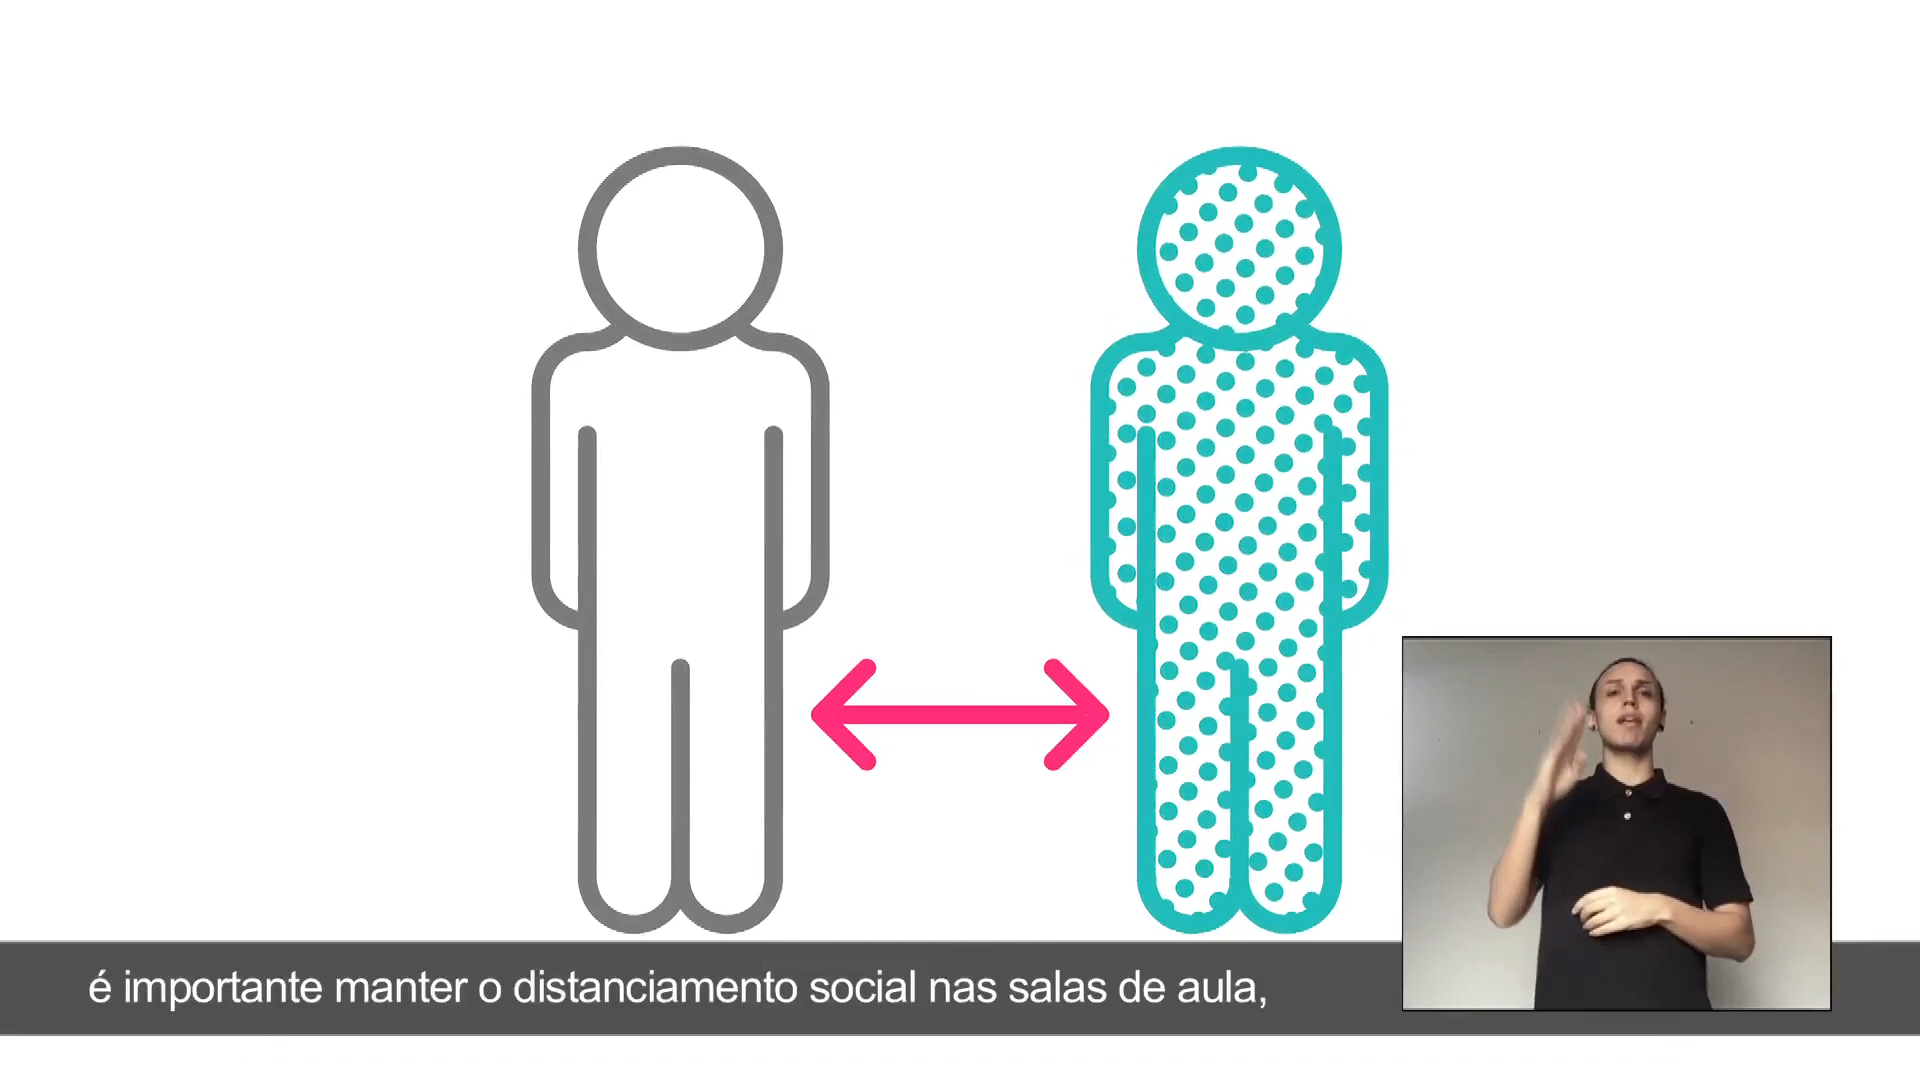 é importante manter o distanciamento social nas salas de aula,